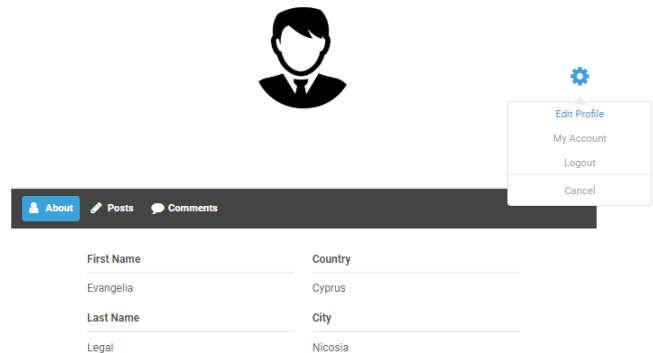 Edit Profile
My Account
Logout
Cancel
About Posts Comments
First Name Country
Evangelia Cyprus
Last Name City
Legal Nicosia